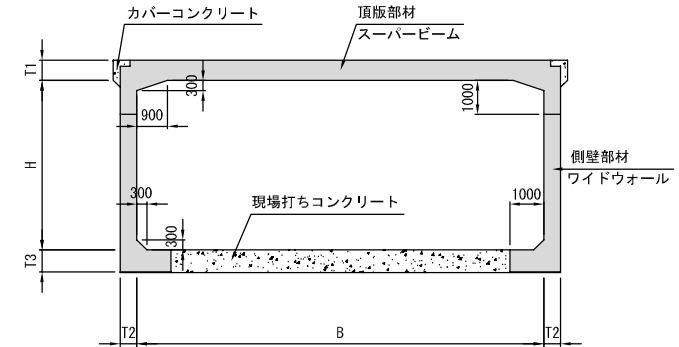 カバーコンクリート
頂版部材
スーパービーム
T1
300
1000
900
H
側壁部材
ワイドウォール
300
現場打ちコンクリート
1000
300
T3
T2
B
T2